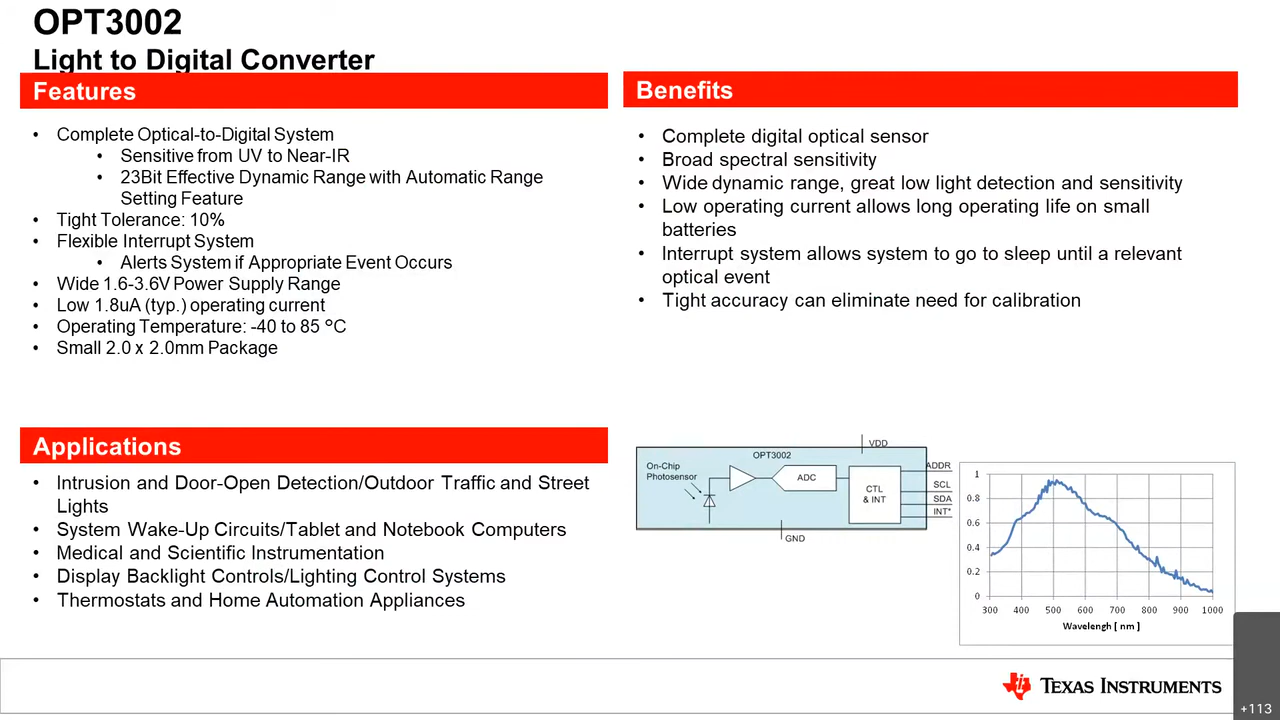 OPT3002
Light to Digital Converter
Features
• Complete Optical-to-Digital System
• Sensitive from UV to Near-IR
• 23Bit Effective Dynamic Range with Automatic Range
Setting Feature
• Tight Tolerance: 10%
• Flexible Interrupt System
• Alerts System if Appropriate Event Occurs
• Wide 1.6-3.6V Power Supply Range
• Low 1.8uA (typ.) operating current
• Operating Temperature: -40 to 85 °C
• Small 2.0 x 2.0mm Package
Benefits
• Complete digital optical sensor
• Broad spectral sensitivity
• Wide dynamic range, great low light detection and sensitivity
• Low operating current allows long operating life on small
batteries
• Interrupt system allows system to go to sleep until a relevant
optical event
• Tight accuracy can eliminate need for calibration
Applications
• Intrusion and Door-Open Detection/Outdoor Traffic and Street
Lights
• System Wake-Up Circuits/Tablet and Notebook Computers
• Medical and Scientific Instrumentation
• Display Backlight Controls/Lighting Control Systems
• Thermostats and Home Automation Appliances
VDD
OPT3002
On-Chip
Photosensor
ADC
CTL
& INT
ADDR
SCL
SDA
INT*
GND
1
0.8
0.6
0.4
0.2
0
300 400 500 600 700 800 900 1000
Wavelengh [ nm ]
TEXAS INSTRUMENTS
+113